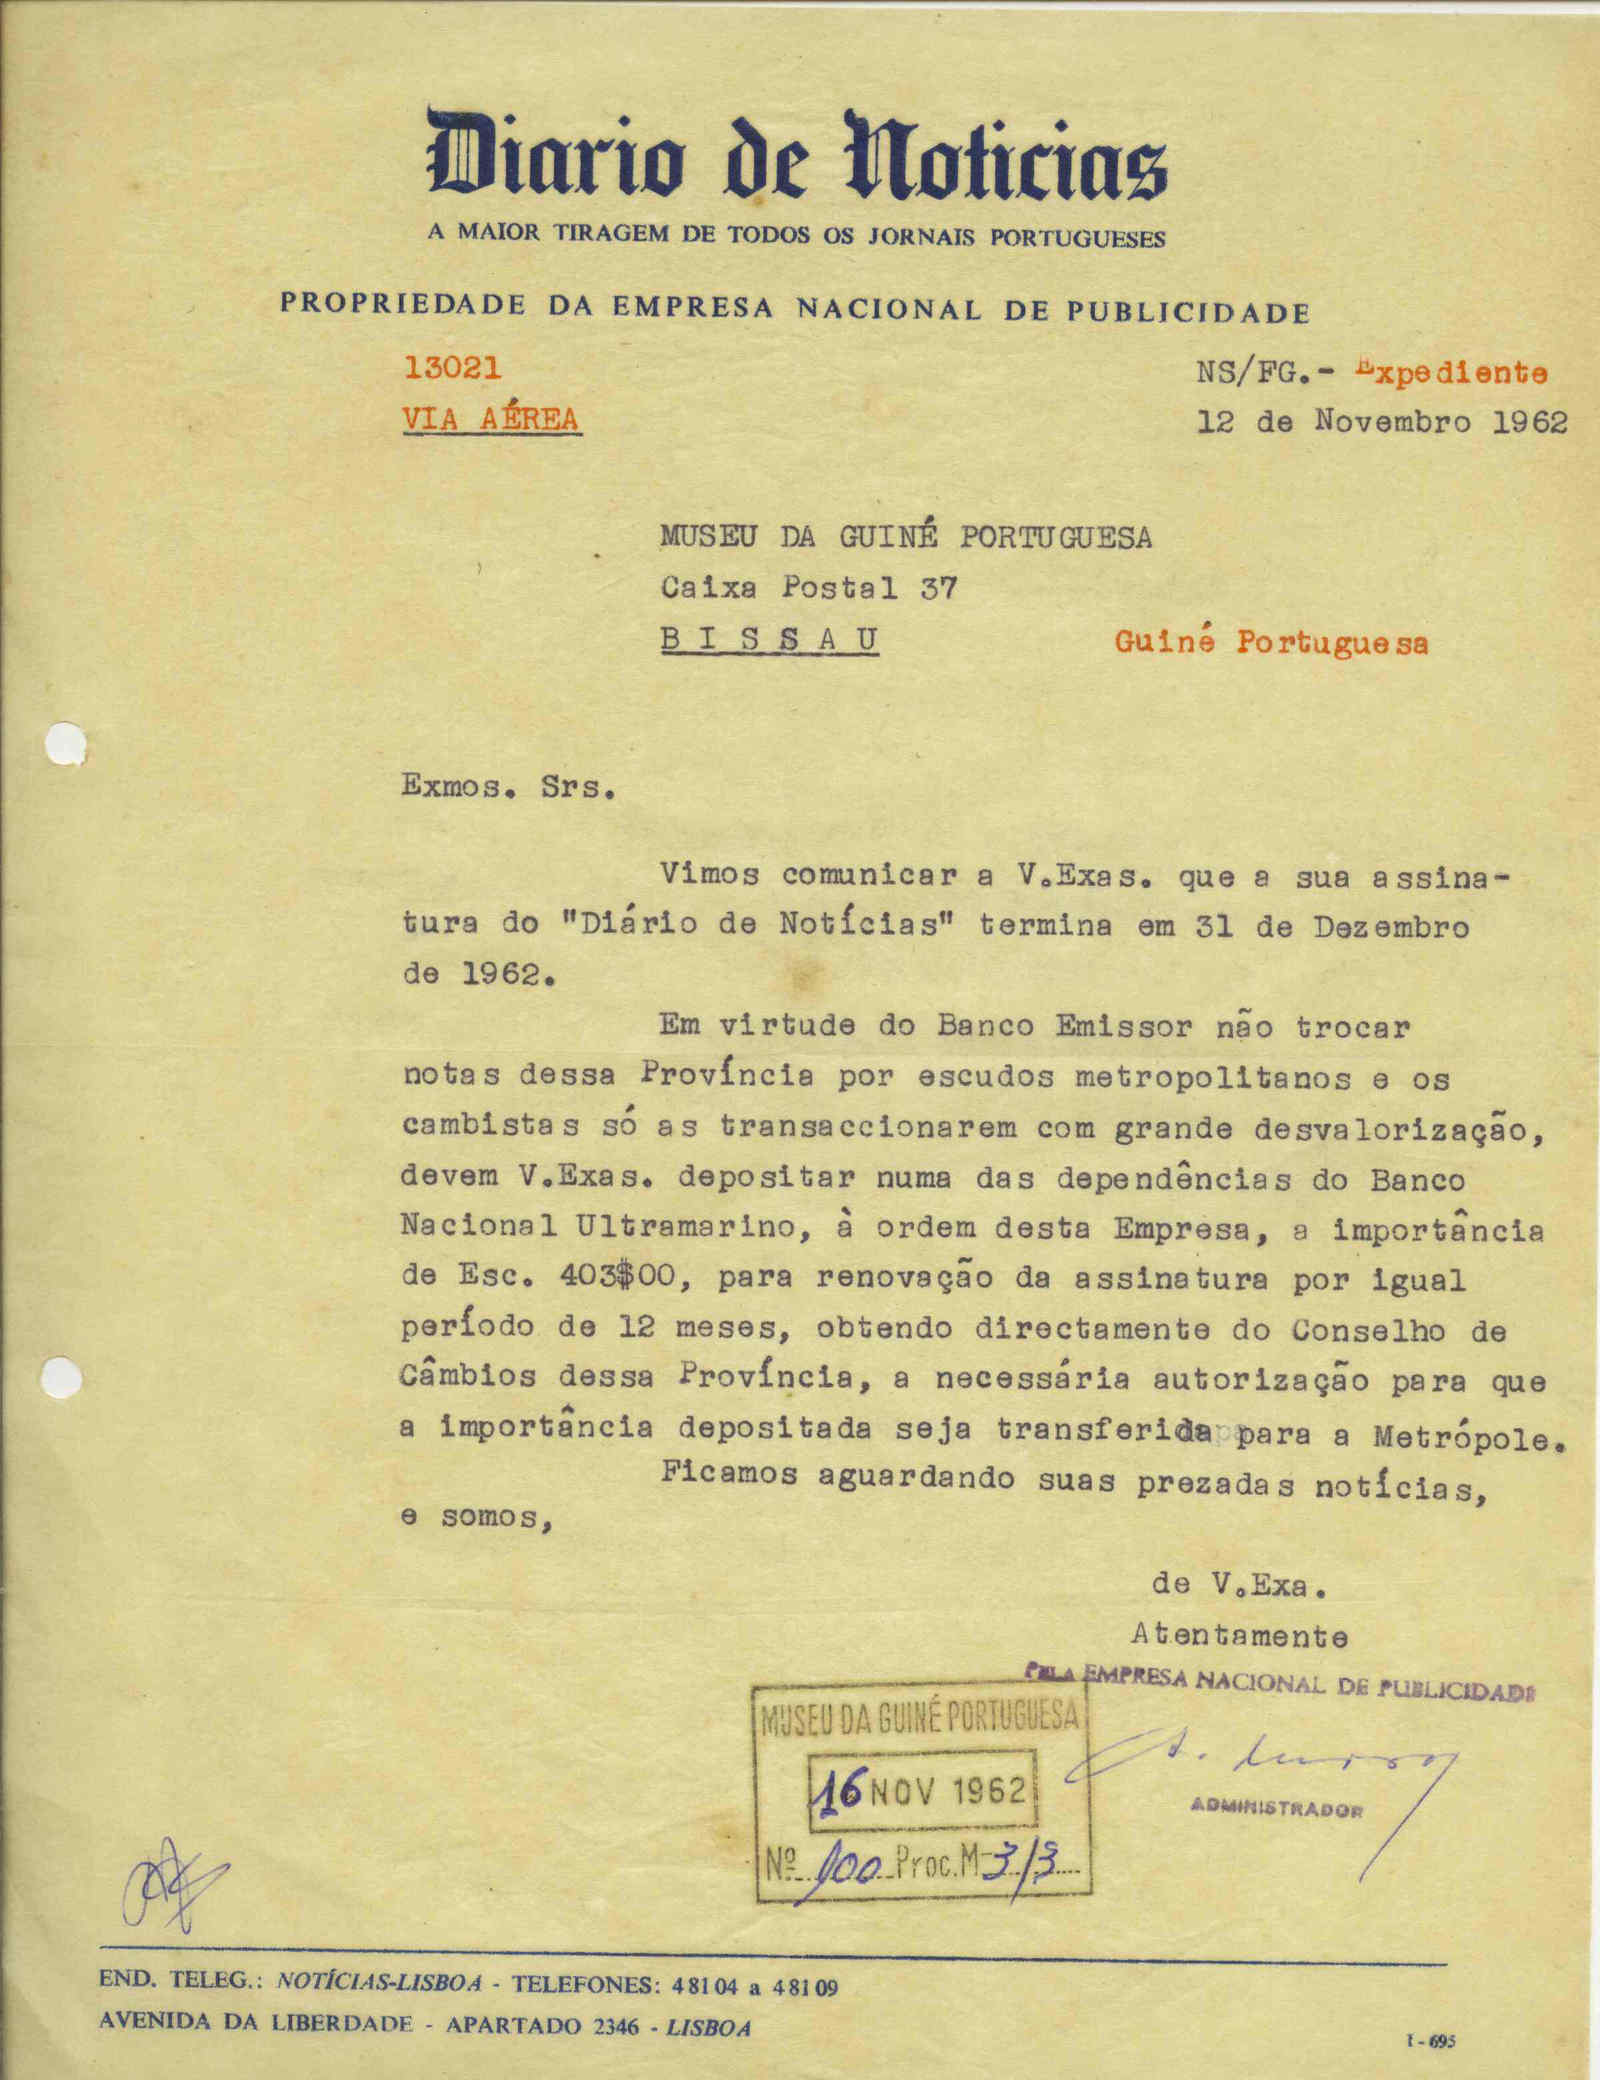 Diario de Noticias
A MAIOR TIRAGEM DE TODOS OS JORNAIS PORTUGUESES
PROPRIEDADE DA EMPRESA NACIONAL DE PUBLICIDADE
13021
NS/FG.- Expediente
VIA AÉREA
12 de Novembro 1962
MUSEU DA GUINÉ PORTUGUESA
Caixa Postal 37
B I S S A U
Guiné Portuguesa
Exmos. Srs.
Vimos comunicar a V.Exas. que a sua assina-
tura do "Diário de Notícias" termina em 31 de Dezembro
de 1962.
Em virtude do Banco Emissor não trocar
notas dessa Província por escudos metropolitanos e os
cambistas só as transaccionarem com grande desvalorização,
devem V.Exas. depositar numa das dependências do Banco
Nacional Ultramarino, à ordem desta Empresa, a importância
de Esc. 403$00, para renovação da assinatura por igual
período de 12 meses, obtendo directamente do Conselho de
Câmbios dessa Província, a necessária autorização para que
a importância depositada seja transferida para a Metrópole.
Ficamos aguardando suas prezadas notícias,
e somos,
de V.Exa.
Atentamente
PELA EMPRESA NACIONAL DE PUBLICIDADE
ADMINISTRADOR
MUSEU DA GUINÉ PORTUGUESA
16 NOV 1962
Nº 900 Proc. M-3/3
END. TELEG.: NOTÍCIAS-LISBOA - TELEFONES: 48104 a 48109
AVENIDA DA LIBERDADE - APARTADO 2346 - LISBOA
I-695